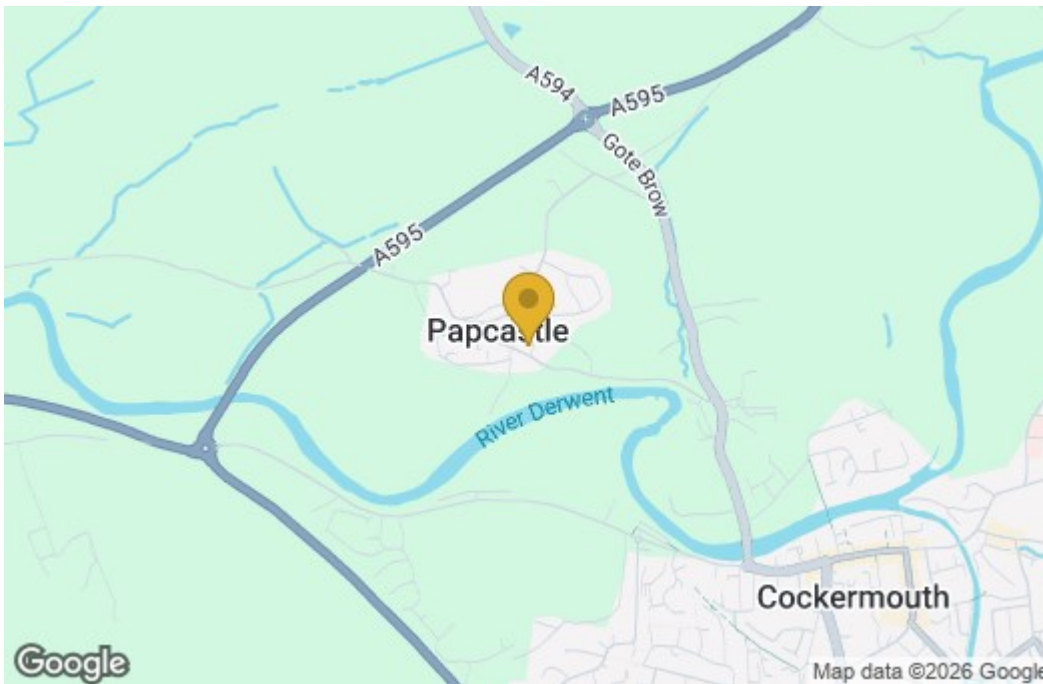 A594
A595
Gote Brow
A595
Papcastle
River Derwent
Cockermouth
Google
Map data ©2026 Google